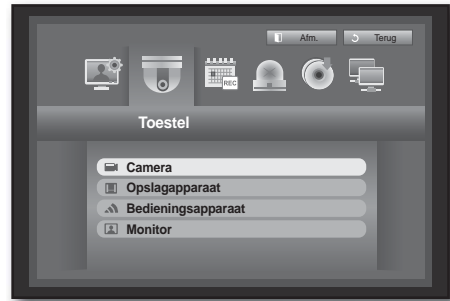 Afm. Terug
REC
Toestel
Camera
Opslagapparaat
Bedieningsapparaat
Monitor